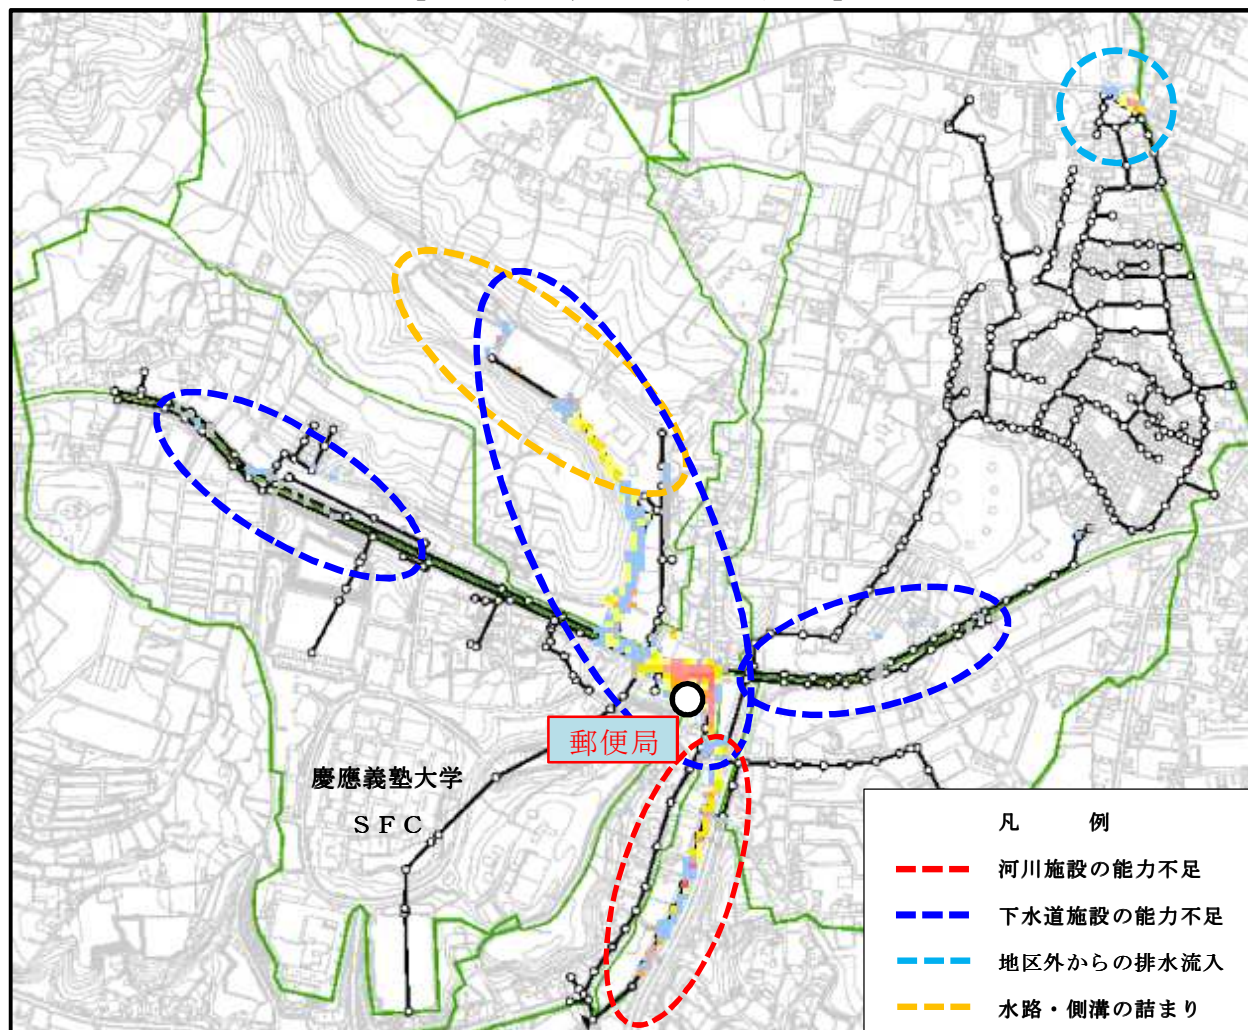 郵便局
慶應義塾大学
ＳＦＣ
凡　例
河川施設の能力不足
下水道施設の能力不足
地区外からの排水流入
水路・側溝の詰まり